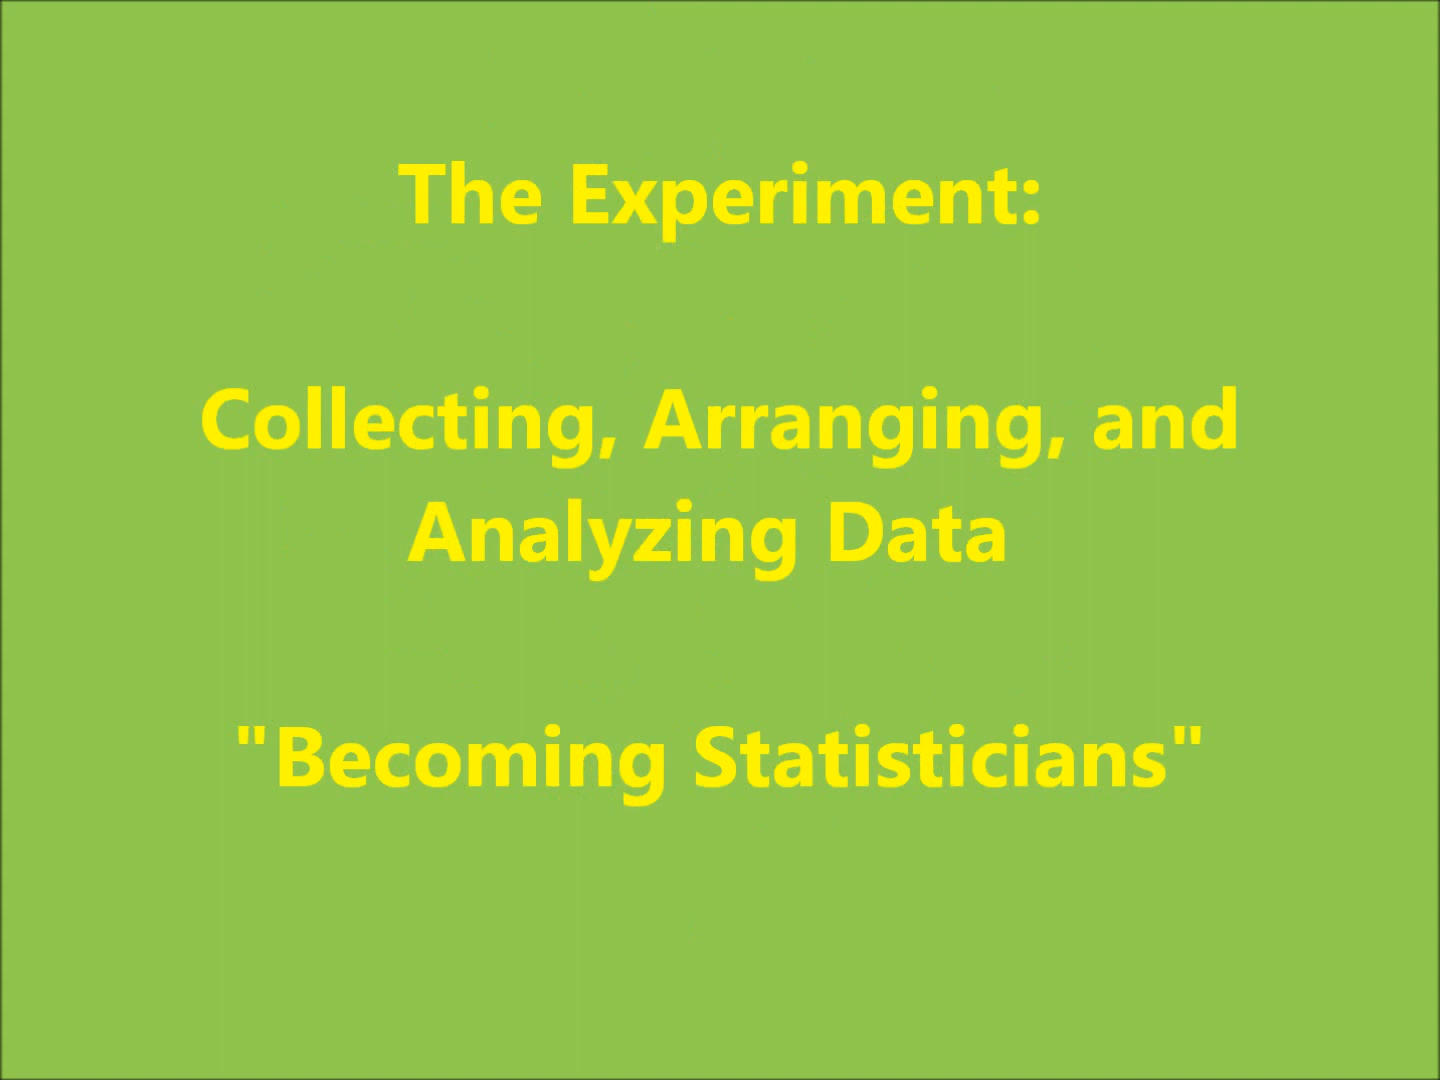 The Experiment:
Collecting, Arranging, and
Analyzing Data
"Becoming Statisticians"